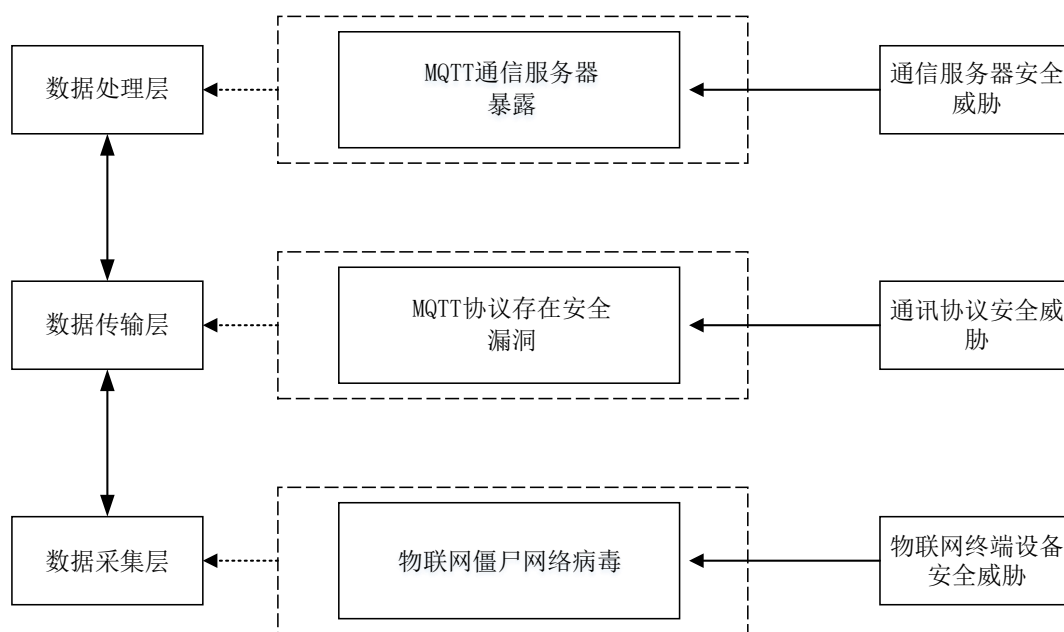 数据处理层
MQTT通信服务器
暴露
通信服务器安全
威胁
数据传输层
MQTT协议存在安全
漏洞
通讯协议安全威
胁
数据采集层
物联网僵尸网络病毒
物联网终端设备
安全威胁